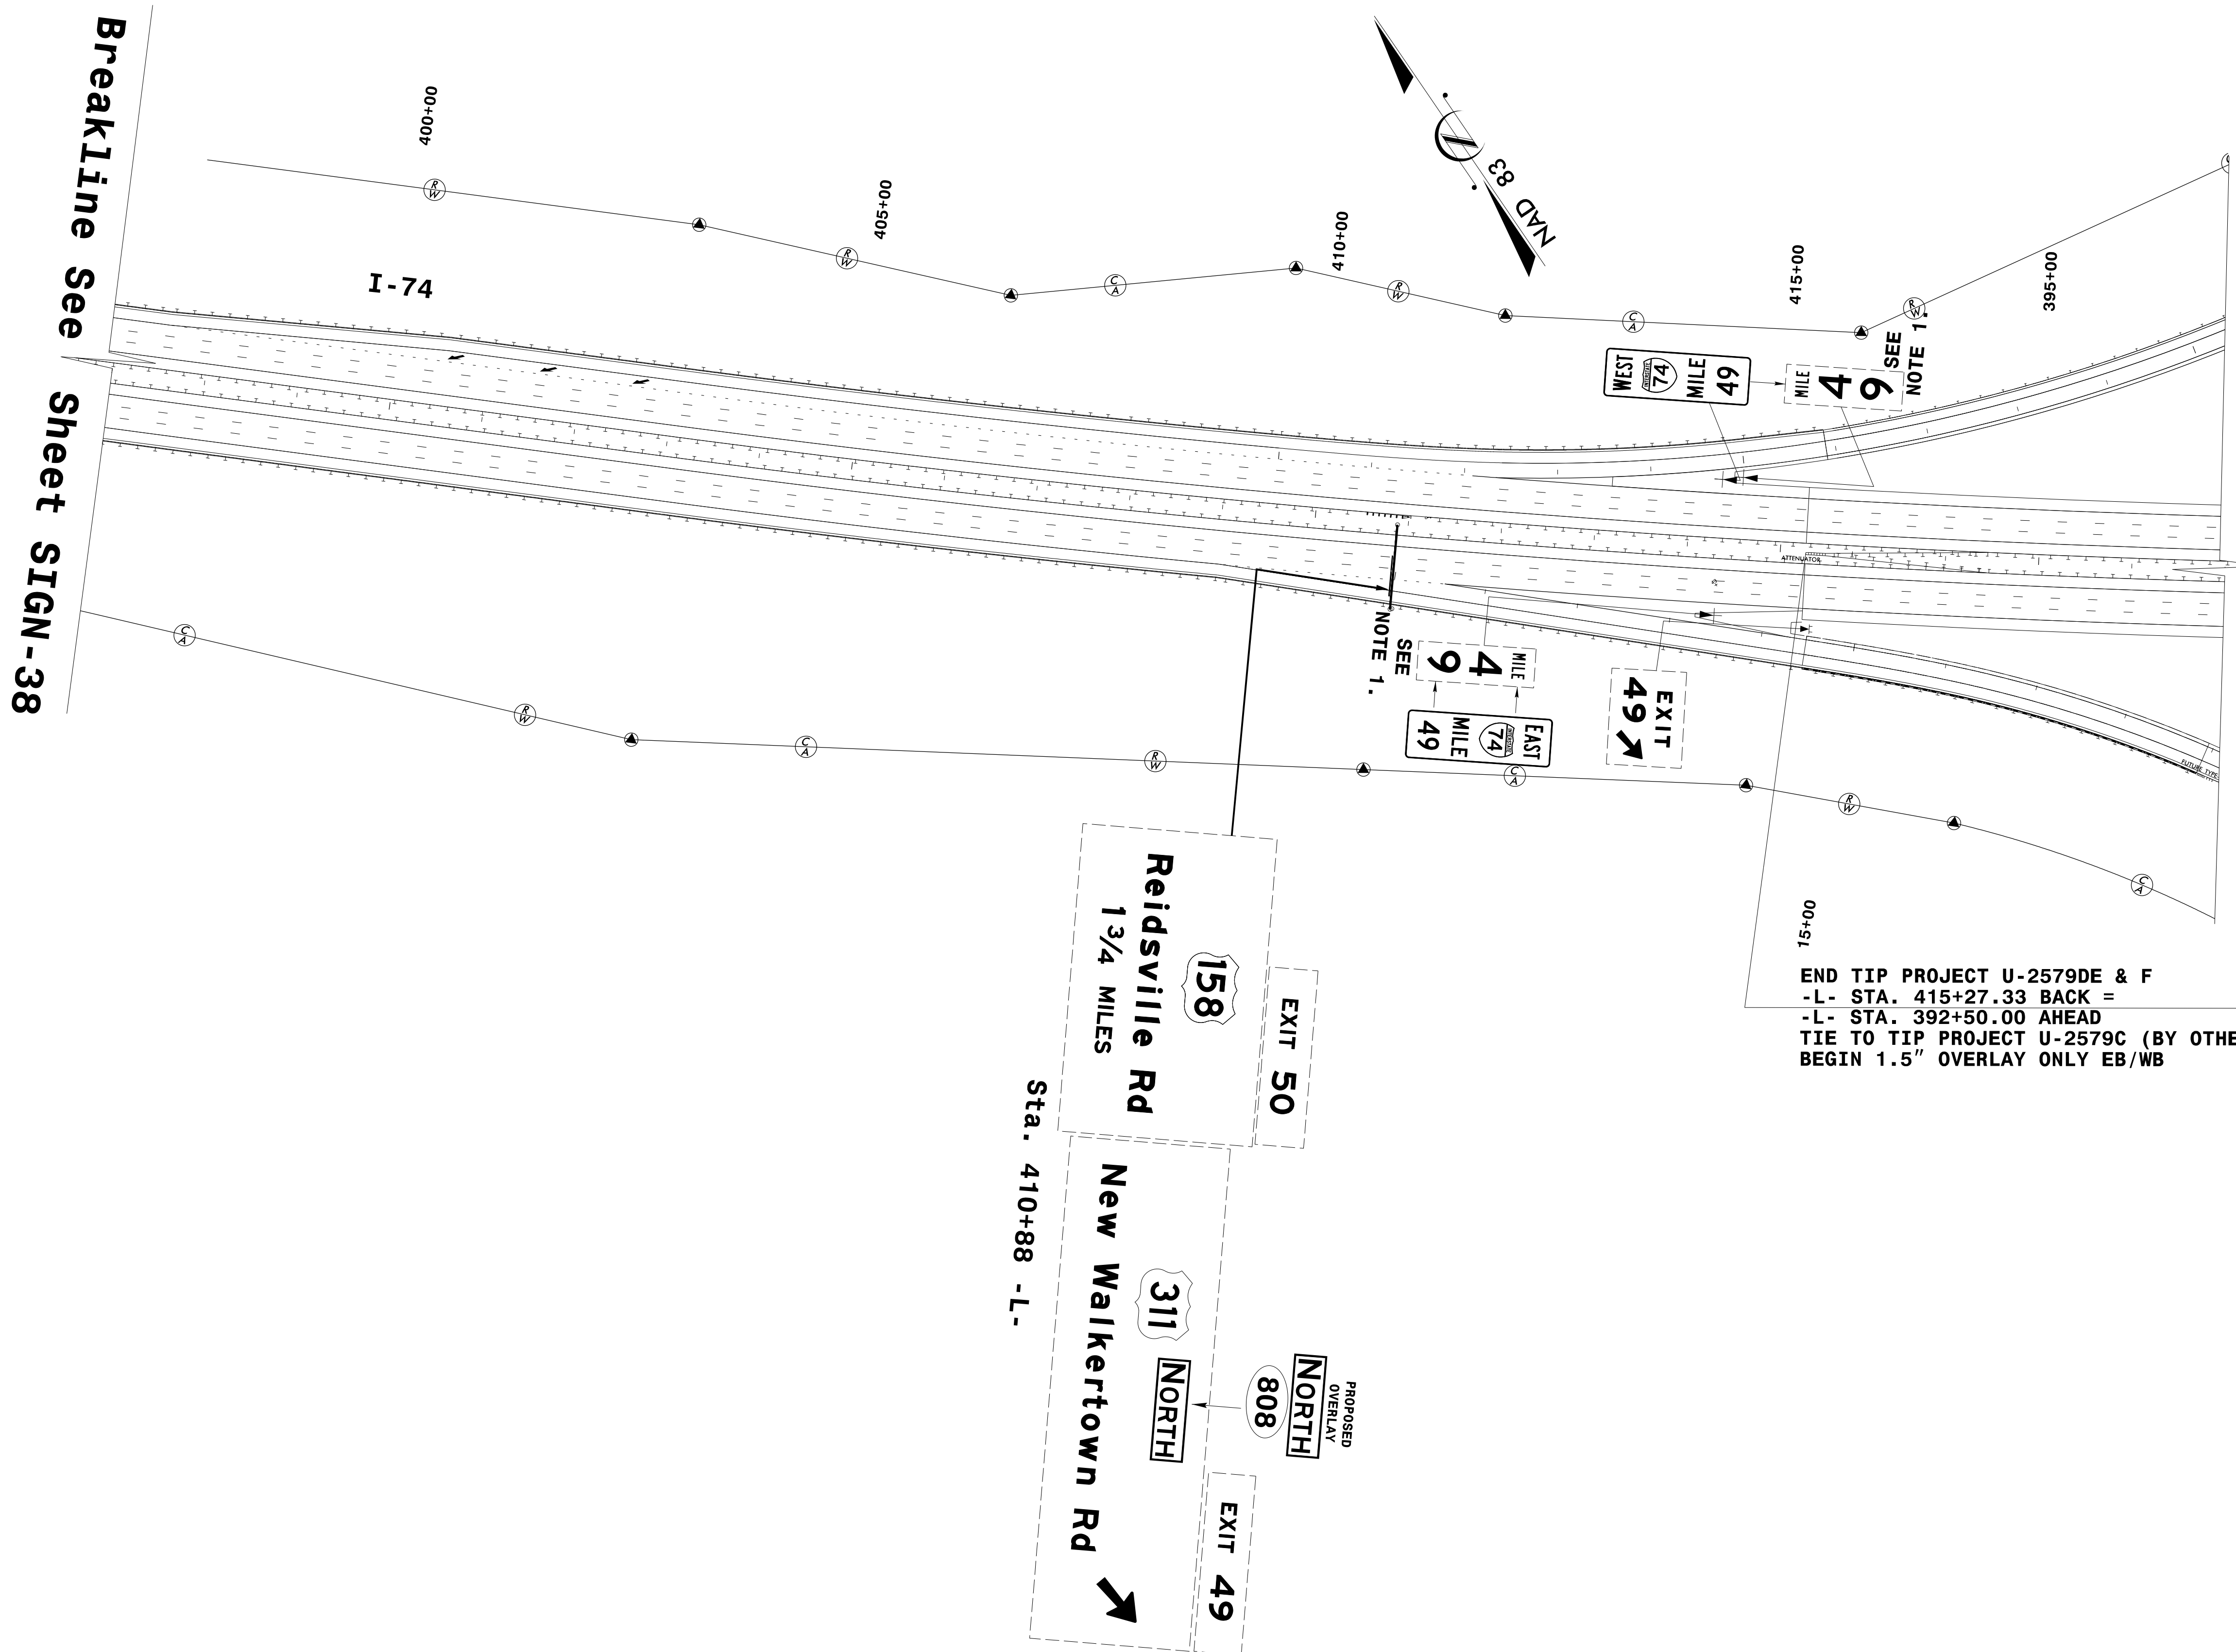 Breakline See Sheet SIGN-38
400+00
405+00
410+00
415+00
395+00
I-74
NAD 83
WEST
INTERSTATE
74
MILE
49
MILE
4
9
SEE
NOTE 1.
ATTENUATOR
SEE
NOTE 1.
MILE
4
9
EAST
INTERSTATE
74
MILE
49
EXIT
49
FUTURE TYPE
EXIT 50
158
Reidsville Rd
1 3/4 MILES
Sta. 410+88 -L-
EXIT 49
PROPOSED
OVERLAY
NORTH
808
311 NORTH
New Walkertown Rd
15+00
END TIP PROJECT U-2579DE & F
-L- STA. 415+27.33 BACK =
-L- STA. 392+50.00 AHEAD
TIE TO TIP PROJECT U-2579C (BY OTHE
BEGIN 1.5" OVERLAY ONLY EB/WB
R/W
R/W
C/A
R/W
C/A
R/W
C/A
R/W
C/A
R/W
C/A
R/W
C/A